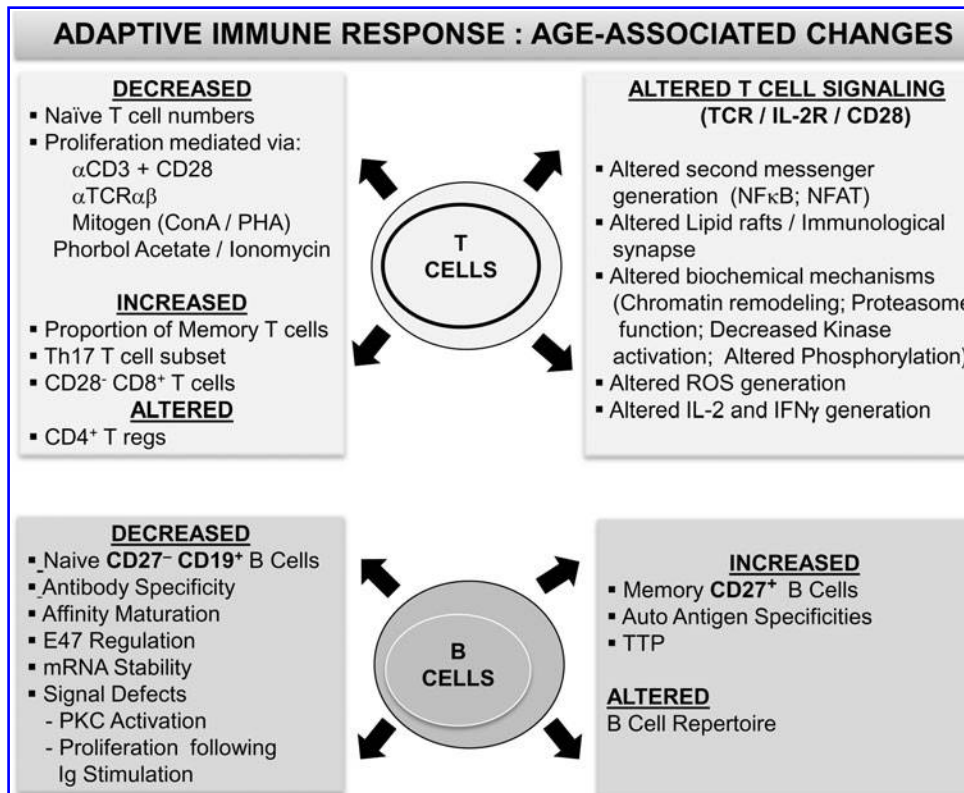 ADAPTIVE IMMUNE RESPONSE : AGE-ASSOCIATED CHANGES
DECREASED
▪ Naïve T cell numbers
▪ Proliferation mediated via:
αCD3 + CD28
αTCRαβ
Mitogen (ConA / PHA)
Phorbol Acetate / Ionomycin
INCREASED
▪ Proportion of Memory T cells
▪ Th17 T cell subset
▪ CD28⁻ CD8⁺ T cells
ALTERED
▪ CD4⁺ T regs
T
CELLS
ALTERED T CELL SIGNALING
(TCR / IL-2R / CD28)
▪ Altered second messenger
generation (NFκB; NFAT)
▪ Altered Lipid rafts / Immunological
synapse
▪ Altered biochemical mechanisms
(Chromatin remodeling; Proteasome
function; Decreased Kinase
activation; Altered Phosphorylation)
▪ Altered ROS generation
▪ Altered IL-2 and IFNγ generation
DECREASED
▪ Naive CD27⁻ CD19⁺ B Cells
▪ Antibody Specificity
▪ Affinity Maturation
▪ E47 Regulation
▪ mRNA Stability
▪ Signal Defects
- PKC Activation
- Proliferation following
Ig Stimulation
B
CELLS
INCREASED
▪ Memory CD27⁺ B Cells
▪ Auto Antigen Specificities
▪ TTP
ALTERED
B Cell Repertoire